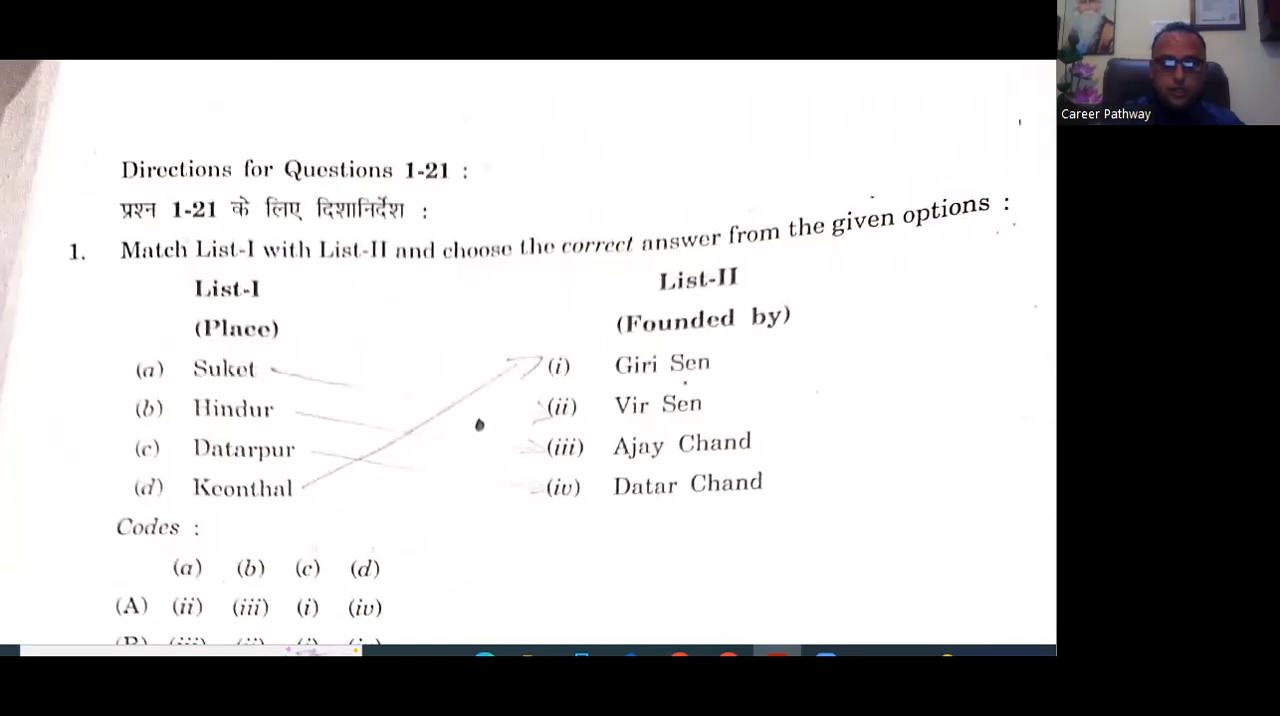 Career Pathway
Directions for Questions 1-21 :
प्रश्न 1-21 के लिए दिशानिर्देश :
1. Match List-I with List-II and choose the correct answer from the given options :
List-I List-II
(Place) (Founded by)
(a) Suket (i) Giri Sen
(b) Hindur (ii) Vir Sen
(c) Datarpur (iii) Ajay Chand
(d) Keonthal (iv) Datar Chand
Codes :
(a) (b) (c) (d)
(A) (ii) (iii) (i) (iv)